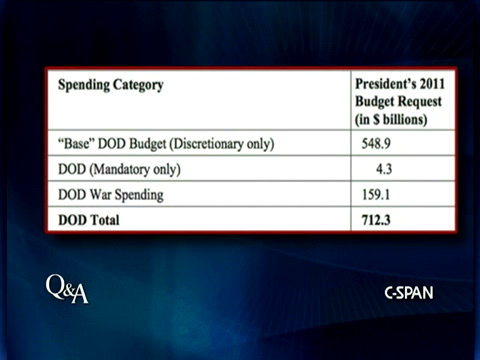 Spending Category President's 2011
Budget Request
(in $ billions)
"Base" DOD Budget (Discretionary only) 548.9
DOD (Mandatory only) 4.3
DOD War Spending 159.1
DOD Total 712.3
Q&A C-SPAN